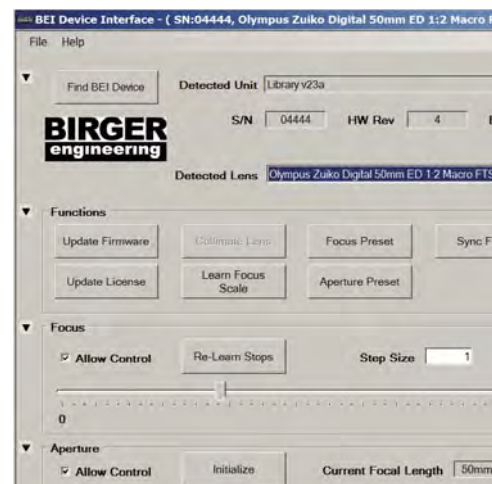 BEI Device Interface - ( SN:04444, Olympus Zuiko Digital 50mm ED 1:2 Macro
File Help
Find BEI Device
Detected Unit Library v23a
BIRGER
engineering
S/N 04444 HW Rev 4
Detected Lens Olympus Zuiko Digital 50mm ED 1:2 Macro FTS
Functions
Update Firmware Collimate Lens Focus Preset Sync F
Update License Learn Focus Scale Aperture Preset
Focus
Allow Control Re-Learn Stops Step Size 1
0
Aperture
Allow Control Initialize Current Focal Length 50mm